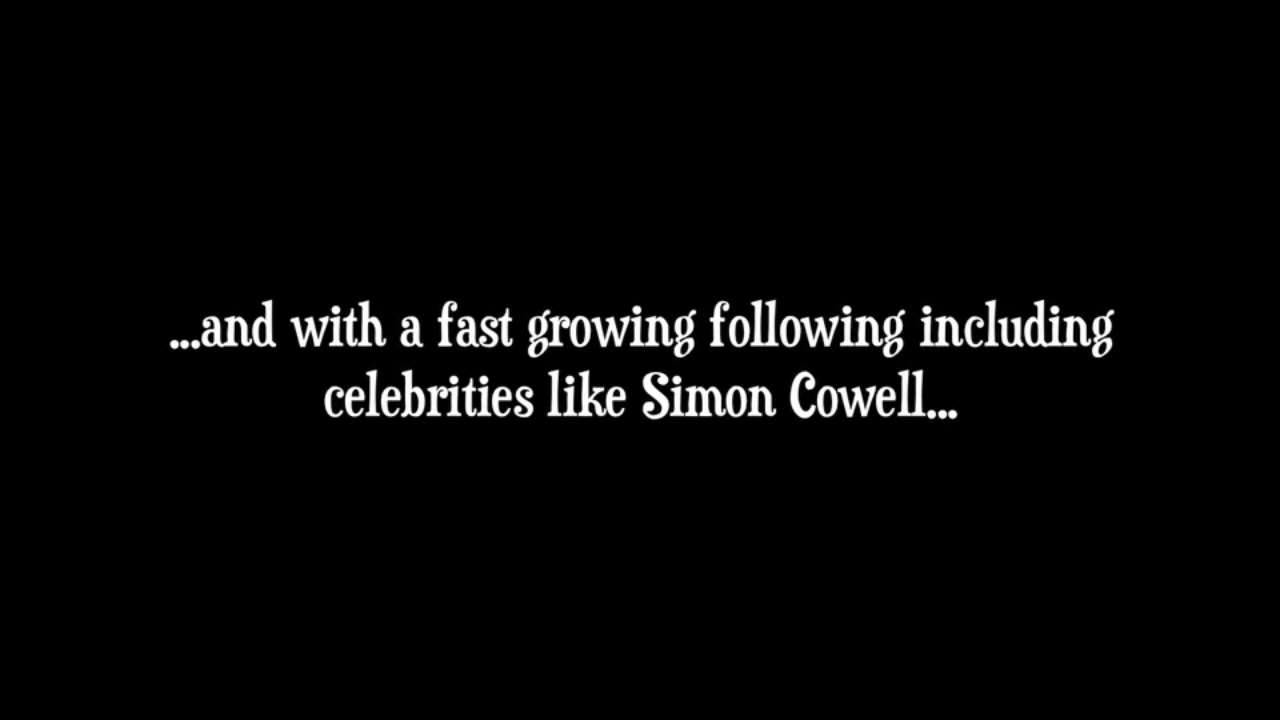 ...and with a fast growing following including
celebrities like Simon Cowell...